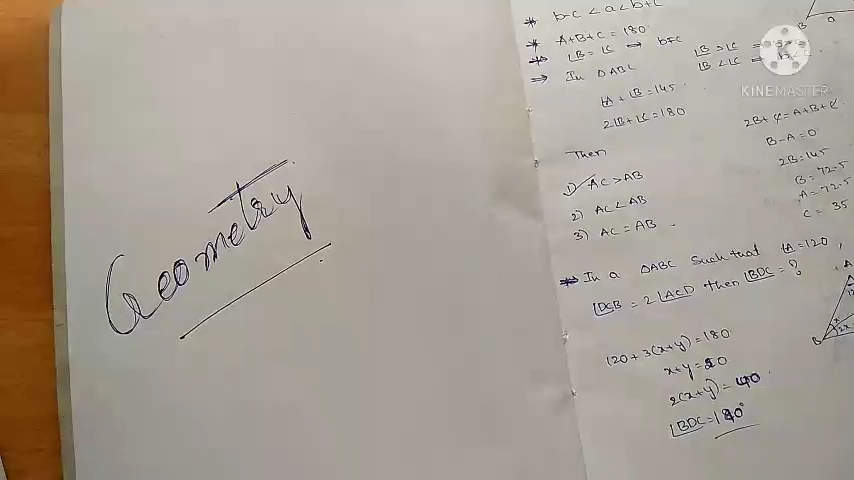 Geometry
* b-c < a < b+c
* A+B+C = 180
* ∠B = ∠C → b=c
∠B > ∠C →
∠B < ∠C →
⇒ In △ABC
∠A + ∠B = 145
2∠B + ∠C = 180
Then
1) ✓ AC > AB
2) AC < AB
3) AC = AB
2B + C = A + B + C
B - A = 0
2B = 145
B = 72.5
A = 72.5
C = 35
B
a
KINEMASTER
* In a △ABC such that ∠A = 120,
∠DCB = 2 ∠ACD then ∠BDC = ?
120 + 3(x+y) = 180
x+y = 20
2(x+y) = 40
∠BDC = 140°
A
B
x
2x